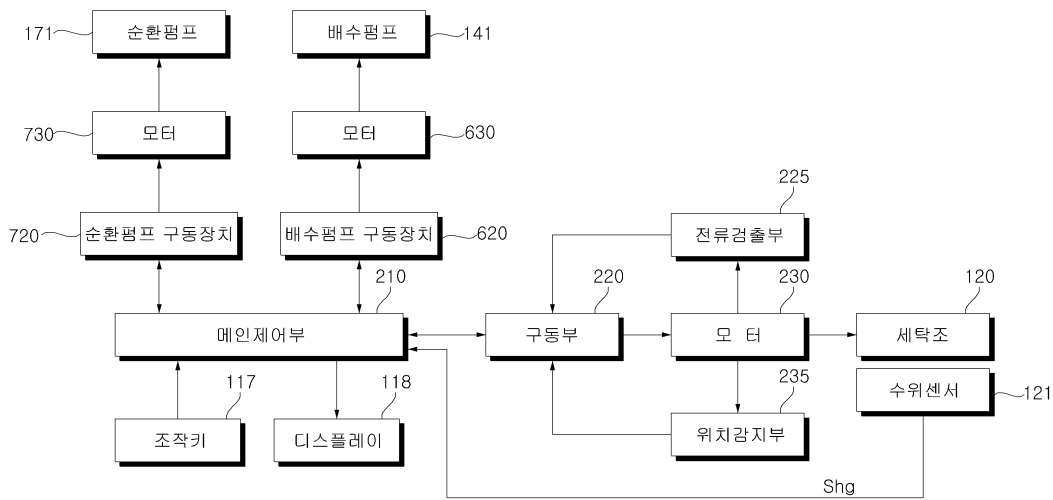 171 순환펌프 배수펌프 141
730 모터 모터 630
225
720 순환펌프 구동장치 배수펌프 구동장치 620 전류검출부
210 220 230 120
메인제어부 구동부 모 터 세탁조
117 118 235 수위센서 121
조작키 디스플레이 위치감지부
Shg